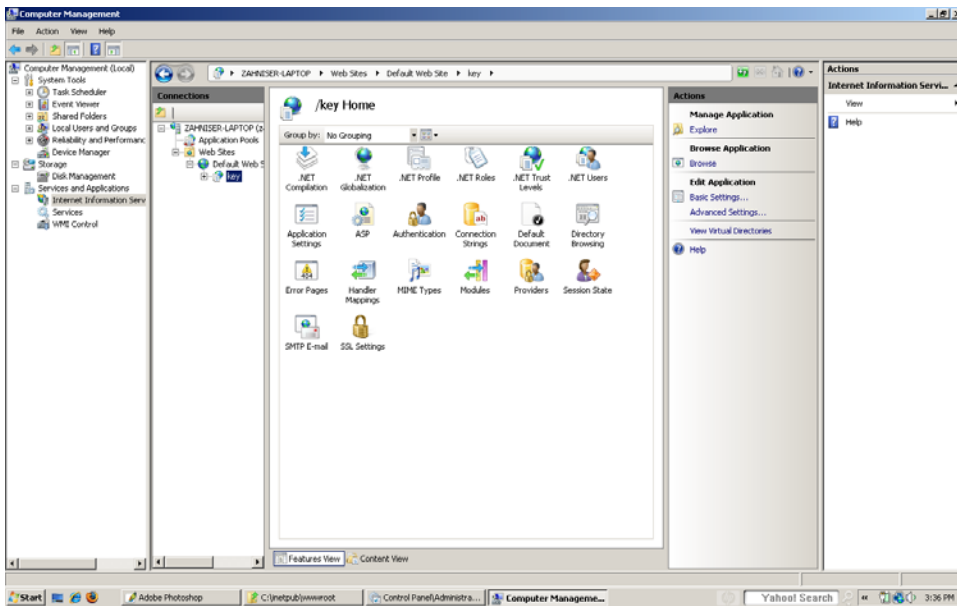 Computer Management
File Action View Help
Computer Management (Local)
System Tools
Task Scheduler
Event Viewer
Shared Folders
Local Users and Groups
Reliability and Performanc
Device Manager
Storage
Disk Management
Services and Applications
Internet Information Serv
Services
WMI Control
ZAHNISER-LAPTOP Web Sites Default Web Site key
Connections
ZAHNISER-LAPTOP (z
Application Pools
Web Sites
Default Web S
key
/key Home
Group by: No Grouping
.NET Compilation
.NET Globalization
.NET Profile
.NET Roles
.NET Trust Levels
.NET Users
Application Settings
ASP
Authentication
Connection Strings
Default Document
Directory Browsing
Error Pages
Handler Mappings
MIME Types
Modules
Providers
Session State
SMTP E-mail
SSL Settings
Features View
Content View
Actions
Manage Application
Explore
Browse Application
Browse
Edit Application
Basic Settings...
Advanced Settings...
View Virtual Directories
Help
Actions
Internet Information Servi...
View
Help
Start
Adobe Photoshop
C:\inetpub\wwwroot
Control Panel\Administra...
Computer Manageme...
Yahoo! Search
3:36 PM